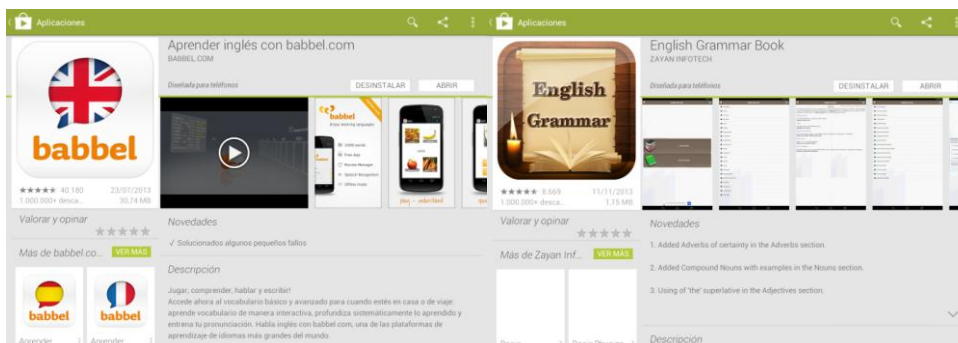 Aplicaciones
Aprender inglés con babbel.com
BABBEL.COM
Diseñada para teléfonos
DESINSTALAR
ABRIR
babbel
40.180
23/07/2013
1.000.000+ desca...
30,74 MB
Valorar y opinar
Más de babbel.co...
VER MÁS
babbel
babbel
Aprender
Aprender
babbel
Novedades
√ Solucionados algunos pequeños fallos
Descripción
Jugar, comprender, hablar y escribir!
Accede ahora al vocabulario básico y avanzado para cuando estés en casa o de viaje:
aprende vocabulario de manera interactiva, profundiza sistemáticamente lo aprendido y
entrena tu pronunciación. Habla inglés con babbel.com, una de las plataformas de
aprendizaje de idiomas más grandes del mundo.
Aplicaciones
English Grammar Book
ZAYAN INFOTECH
Diseñada para teléfonos
DESINSTALAR
ABRIR
English
Grammar
8.569
11/11/2013
1.000.000+ desca...
1,15 MB
Valorar y opinar
Más de Zayan Inf...
VER MÁS
Novedades
1. Added Adverbs of certainty in the Adverbs section.
2. Added Compound Nouns with examples in the Nouns section.
3. Using of 'the' superlative in the Adjectives section.
Descripción